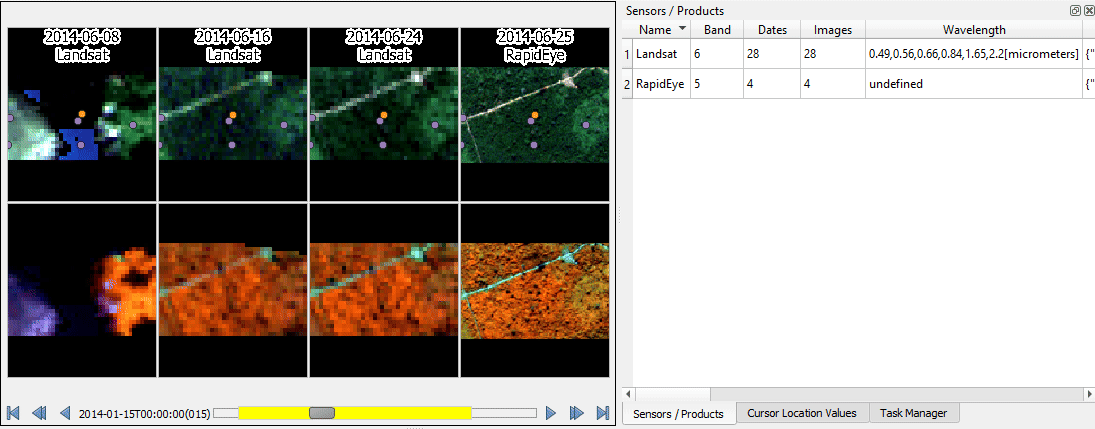 2014-06-08
Landsat
2014-06-16
Landsat
2014-06-24
Landsat
2014-06-25
RapidEye
2014-01-15T00:00:00(015)
Sensors / Products
Name Band Dates Images Wavelength
1 Landsat 6 28 28 0.49,0.56,0.66,0.84,1.65,2.2[micrometers] {"
2 RapidEye 5 4 4 undefined {"
Sensors / Products Cursor Location Values Task Manager